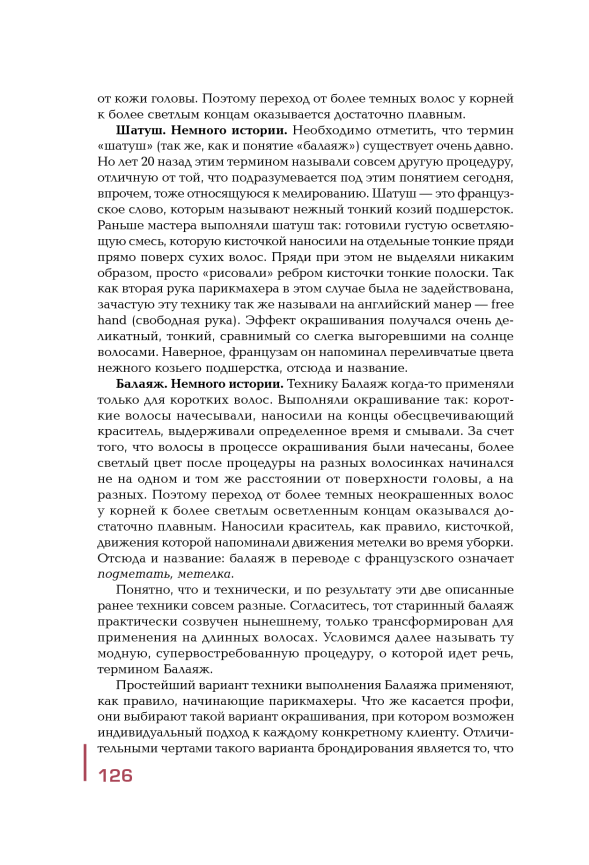 от кожи головы. Поэтому переход от более темных волос у корней
к более светлым концам оказывается достаточно плавным.
Шатуш. Немного истории. Необходимо отметить, что термин
«шатуш» (так же, как и понятие «балаяж») существует очень давно.
Но лет 20 назад этим термином называли совсем другую процедуру,
отличную от той, что подразумевается под этим понятием сегодня,
впрочем, тоже относящуюся к мелированию. Шатуш — это француз-
ское слово, которым называют нежный тонкий козий подшерсток.
Раньше мастера выполняли шатуш так: готовили густую осветляю-
щую смесь, которую кисточкой наносили на отдельные тонкие пряди
прямо поверх сухих волос. Пряди при этом не выделяли никаким
образом, просто «рисовали» ребром кисточки тонкие полоски. Так
как вторая рука парикмахера в этом случае была не задействована,
зачастую эту технику так же называли на английский манер — free
hand (свободная рука). Эффект окрашивания получался очень де-
ликатный, тонкий, сравнимый со слегка выгоревшими на солнце
волосами. Наверное, французам он напоминал переливчатые цвета
нежного козьего подшерстка, отсюда и название.
Балаяж. Немного истории. Технику Балаяж когда-то применяли
только для коротких волос. Выполняли окрашивание так: корот-
кие волосы начесывали, наносили на концы обесцвечивающий
краситель, выдерживали определенное время и смывали. За счет
того, что волосы в процессе окрашивания были начесаны, более
светлый цвет после процедуры на разных волосинках начинался
не на одном и том же расстоянии от поверхности головы, а на
разных. Поэтому переход от более темных неокрашенных волос
у корней к более светлым осветленным концам оказывался до-
статочно плавным. Наносили краситель, как правило, кисточкой,
движения которой напоминали движения метелки во время уборки.
Отсюда и название: балаяж в переводе с французского означает
подметать, метелка.
Понятно, что и технически, и по результату эти две описанные
ранее техники совсем разные. Согласитесь, тот старинный балаяж
практически созвучен нынешнему, только трансформирован для
применения на длинных волосах. Условимся далее называть ту
модную, супервостребованную процедуру, о которой идет речь,
термином Балаяж.
Простейший вариант техники выполнения Балаяжа применяют,
как правило, начинающие парикмахеры. Что же касается профи,
они выбирают такой вариант окрашивания, при котором возможен
индивидуальный подход к каждому конкретному клиенту. Отличи-
тельными чертами такого варианта брондирования является то, что
126